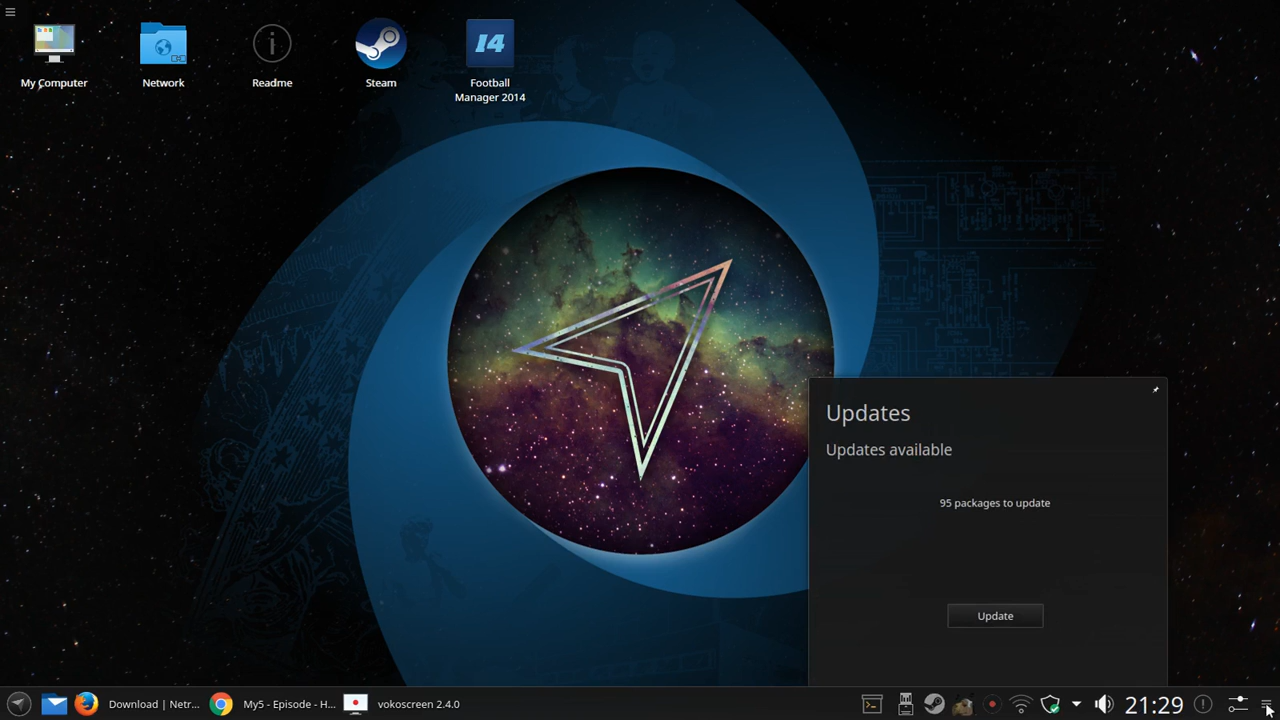 My Computer
Network
Readme
Steam
14
Football
Manager 2014
Updates
Updates available
95 packages to update
Update
Download | Netr...
My5 - Episode - H...
vokoscreen 2.4.0
21:29